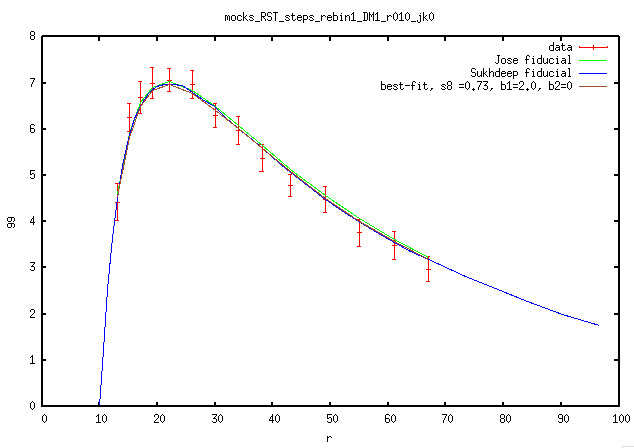 mocks_RST_steps_rebin1_DM1_r010_jk0
data
Jose fiducial
Sukhdeep fiducial
best-fit, s8 =0.73, b1=2.0, b2=0
8
7
6
5
4
3
2
1
0
gg
0 10 20 30 40 50 60 70 80 90 100
r